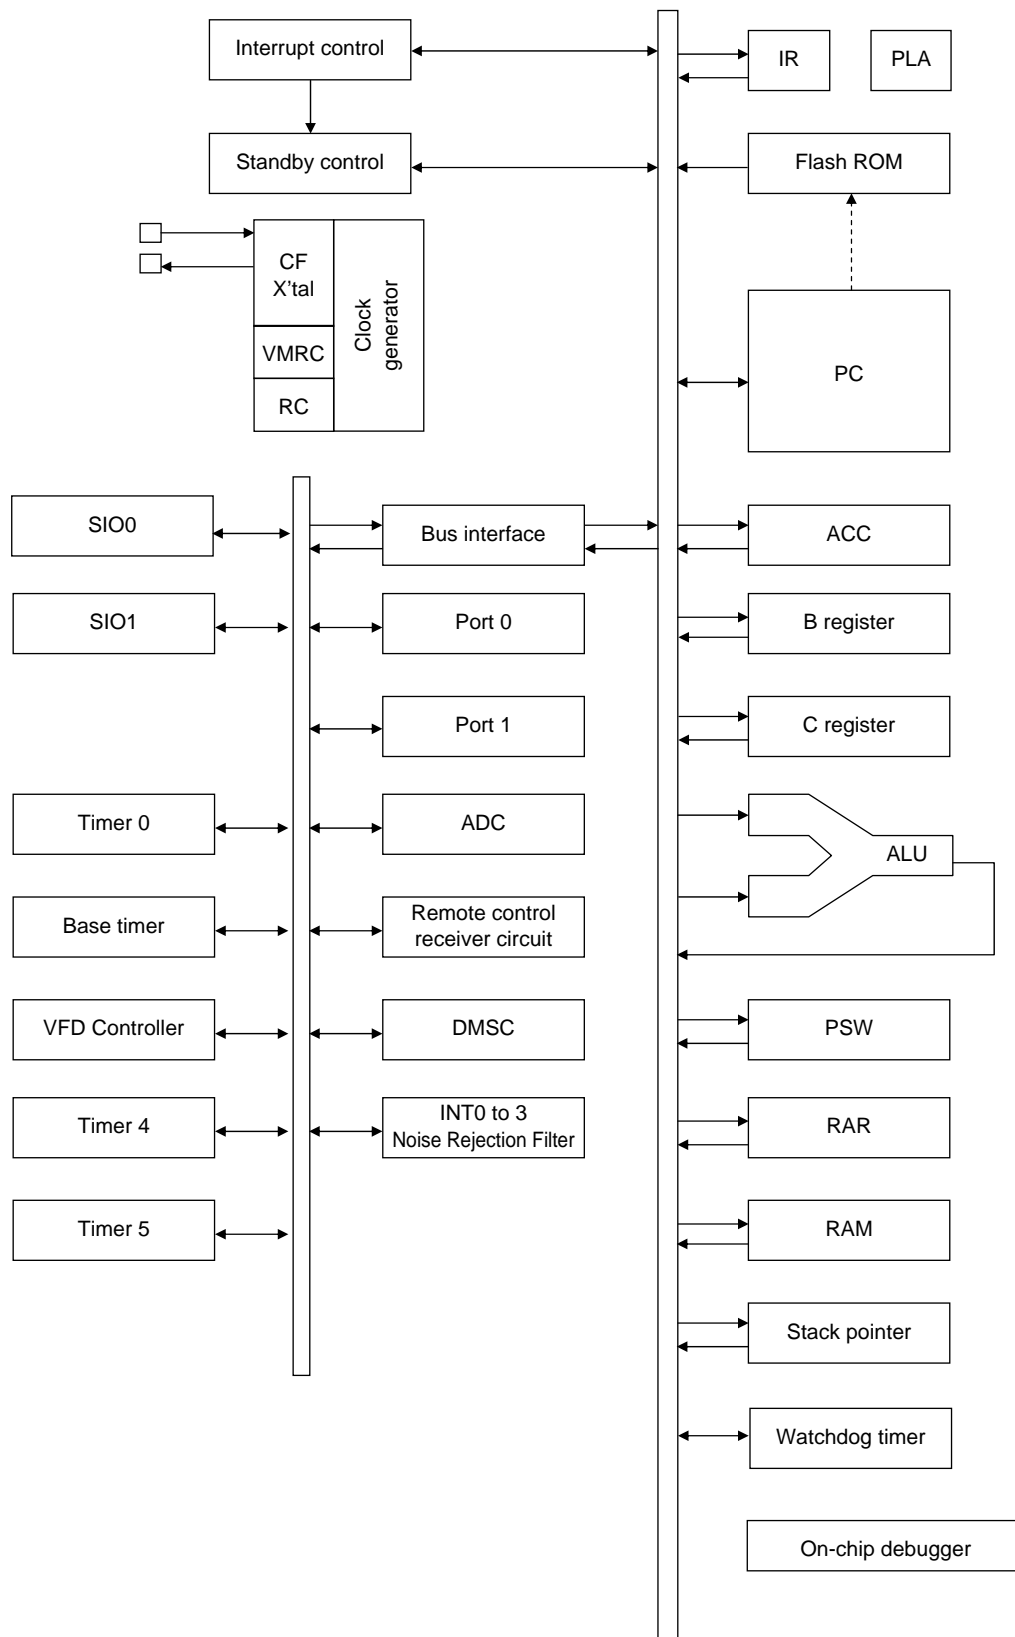 Interrupt control
IR
PLA
Standby control
Flash ROM
CF
X'tal
Clock
generator
VMRC
RC
PC
SIO0
Bus interface
ACC
SIO1
Port 0
B register
Port 1
C register
Timer 0
ADC
ALU
Base timer
Remote control
receiver circuit
VFD Controller
DMSC
PSW
Timer 4
INT0 to 3
Noise Rejection Filter
RAR
Timer 5
RAM
Stack pointer
Watchdog timer
On-chip debugger